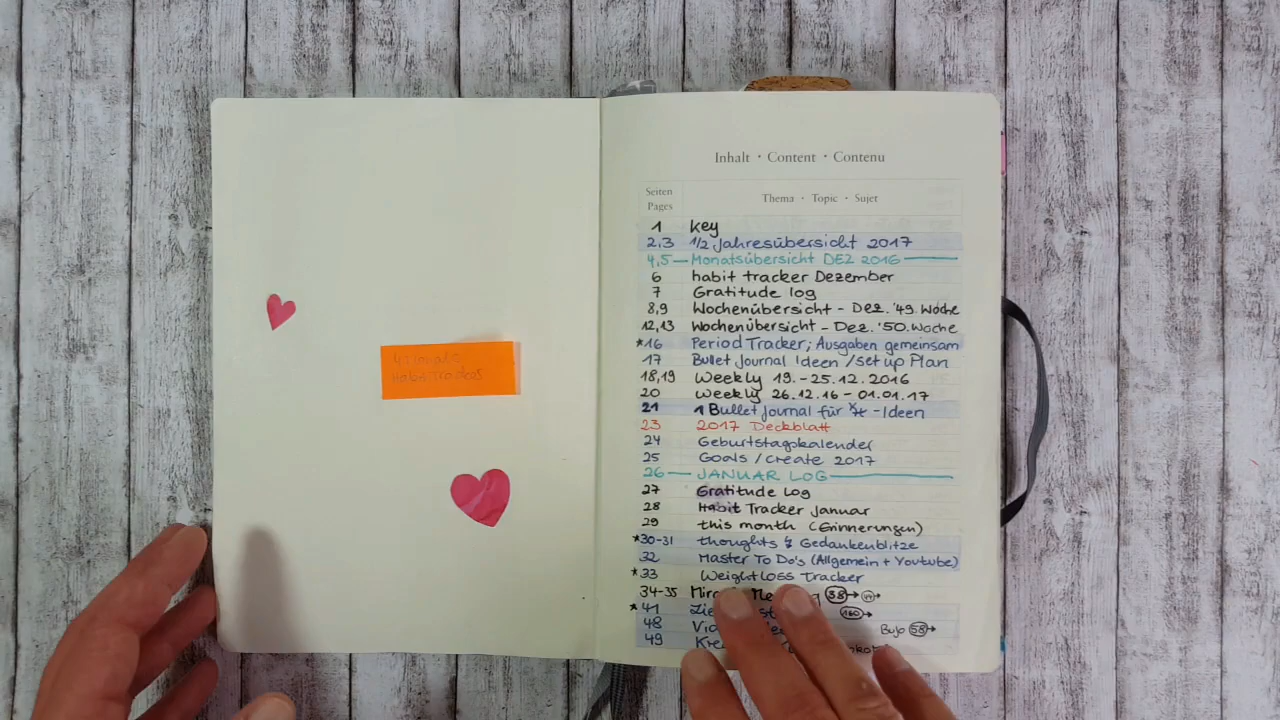 Habit Tracker
Inhalt · Content · Contenu
Seiten
Pages
Thema · Topic · Sujet
1 key
2,3 1/2 Jahresübersicht 2017
4,5 — Monatsübersicht DEZ 2016
6 habit tracker Dezember
7 Gratitude log
8,9 Wochenübersicht - Dez. '49. Woche
12,13 Wochenübersicht - Dez. '50. Woche
*16 Period Tracker; Ausgaben gemeinsam
17 Bullet Journal Ideen / set up Plan
18,19 Weekly 19.-25.12.2016
20 Weekly 26.12.16 - 01.01.17
21 1 Bullet Journal für -Ideen
23 2017 Deckblatt
24 Geburtstagskalender
25 Goals / create 2017
26 — JANUAR LOG
27 Gratitude Log
28 Habit Tracker Januar
29 this month (Erinnerungen)
*30-31 thoughts & Gedankenblitze
32 Master To Do's (Allgemein + Youtube)
*33 Weightloss Tracker
34-35 38→
*41 160→
48 Bujo 58→
49